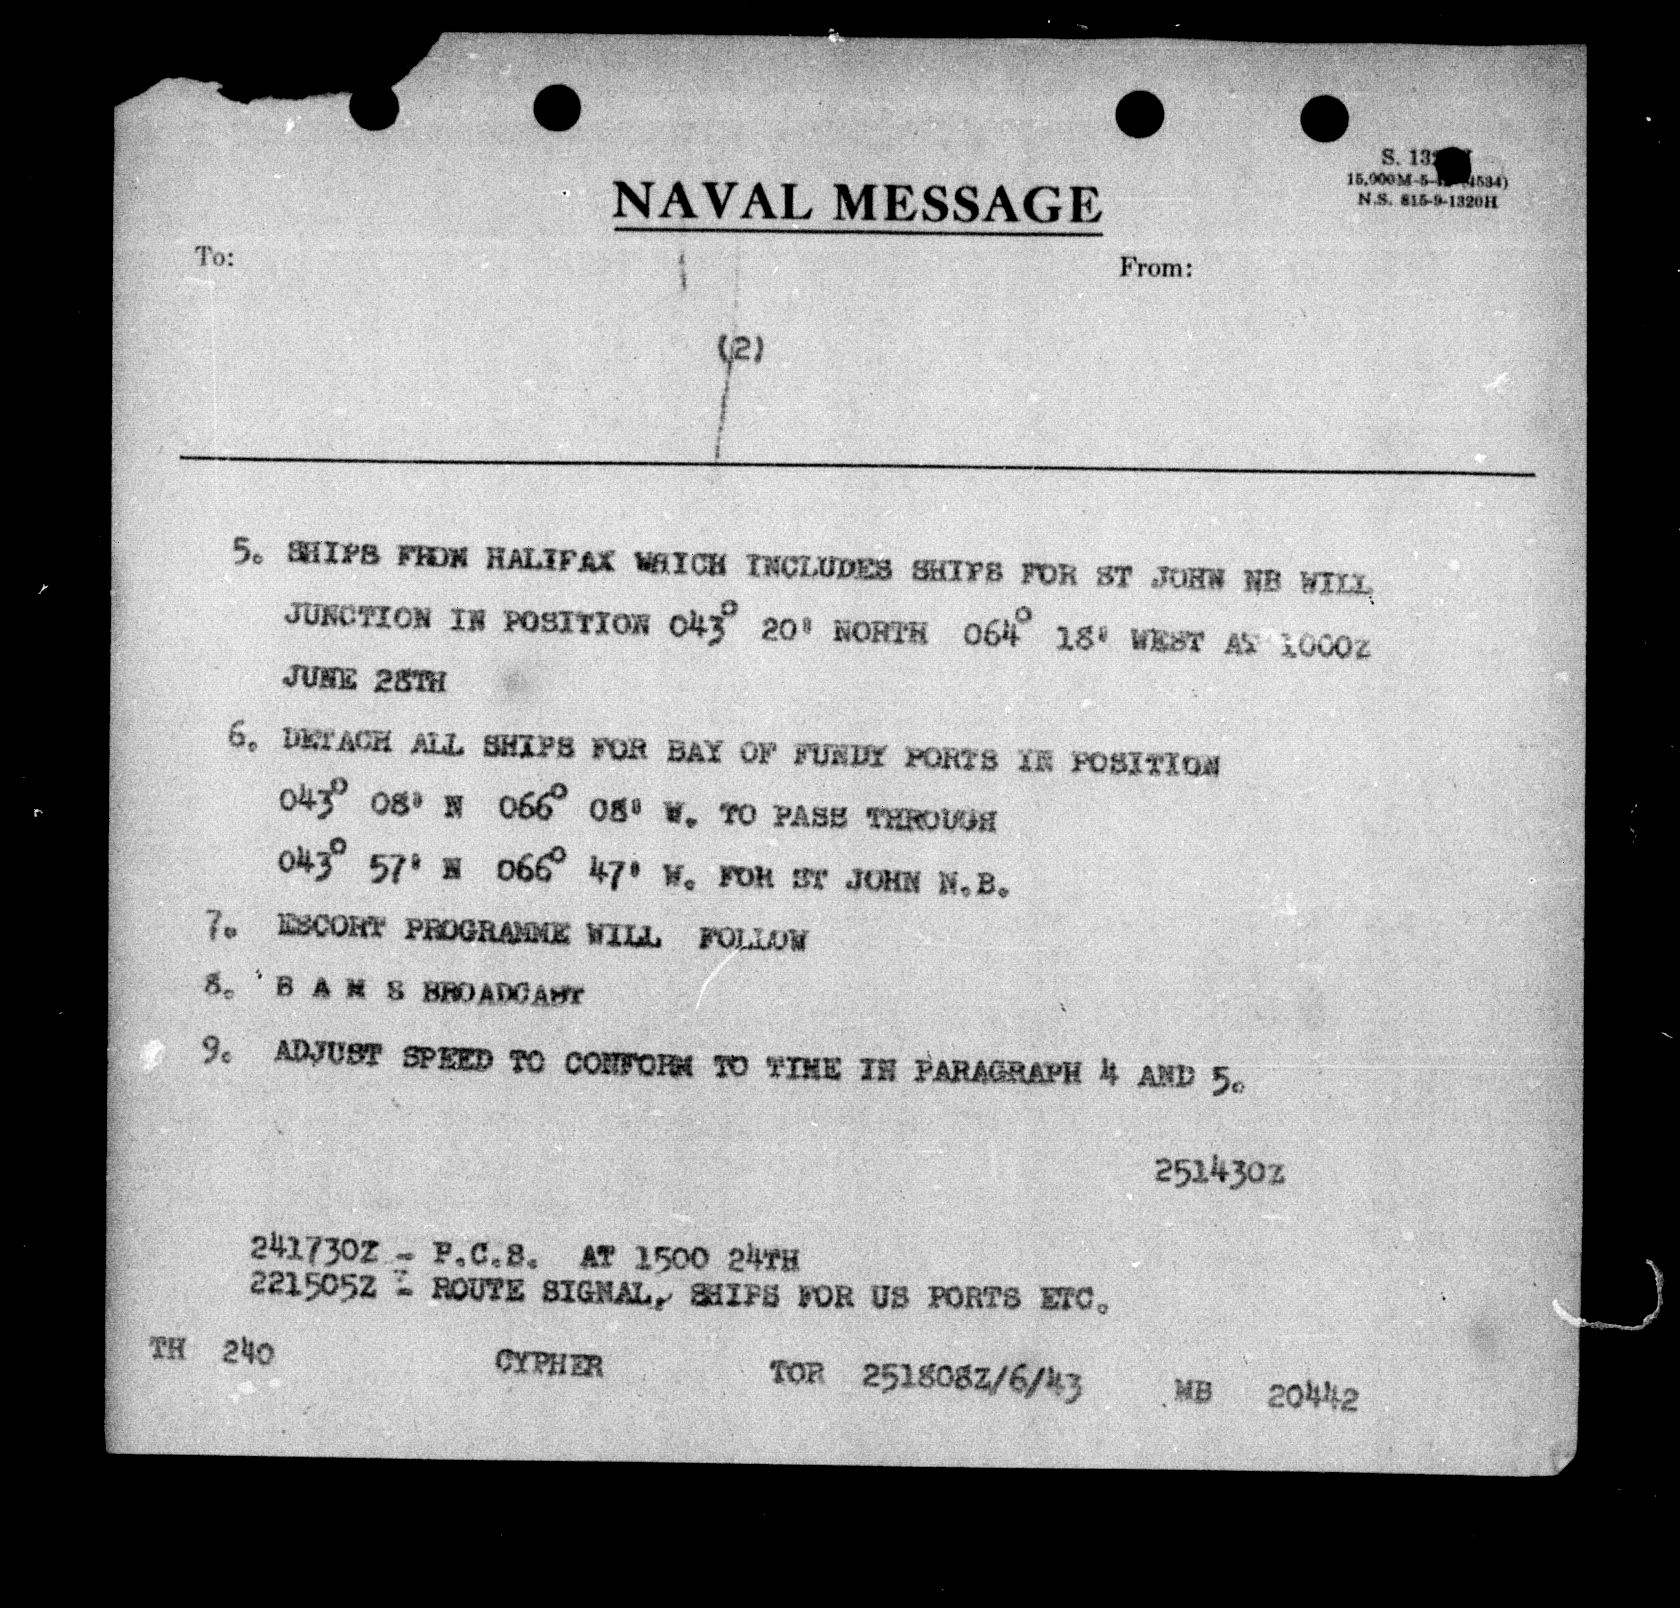 S. 132
15,000M-5- (4534)
N.S. 815-9-1320H
NAVAL MESSAGE
To:
From:
(2)
5. SHIPS FROM HALIFAX WHICH INCLUDES SHIPS FOR ST JOHN NB WILL
JUNCTION IN POSITION 043° 20' NORTH 064° 18' WEST AT 1000Z
JUNE 28TH
6. DETACH ALL SHIPS FOR BAY OF FUNDY PORTS IN POSITION
043° 08' N 066° 08' W. TO PASS THROUGH
043° 57' N 066° 47' W. FOR ST JOHN N.B.
7. ESCORT PROGRAMME WILL FOLLOW
8. B A M S BROADCAST
9. ADJUST SPEED TO CONFORM TO TIME IN PARAGRAPH 4 AND 5.
251430Z
241730Z - P.C.S. AT 1500 24TH
221505Z - ROUTE SIGNAL, SHIPS FOR US PORTS ETC.
TH 240 CYPHER TOR 251808Z/6/43 MB 20442